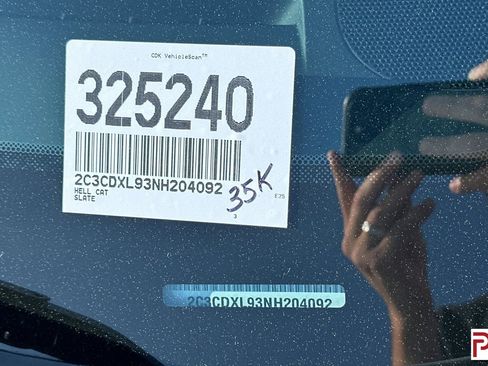 CDK VehicleScan™
325240
2C3CDXL93NH204092
HELL CAT
SLATE
35K
3
E25
2C3CDXL93NH204092
P